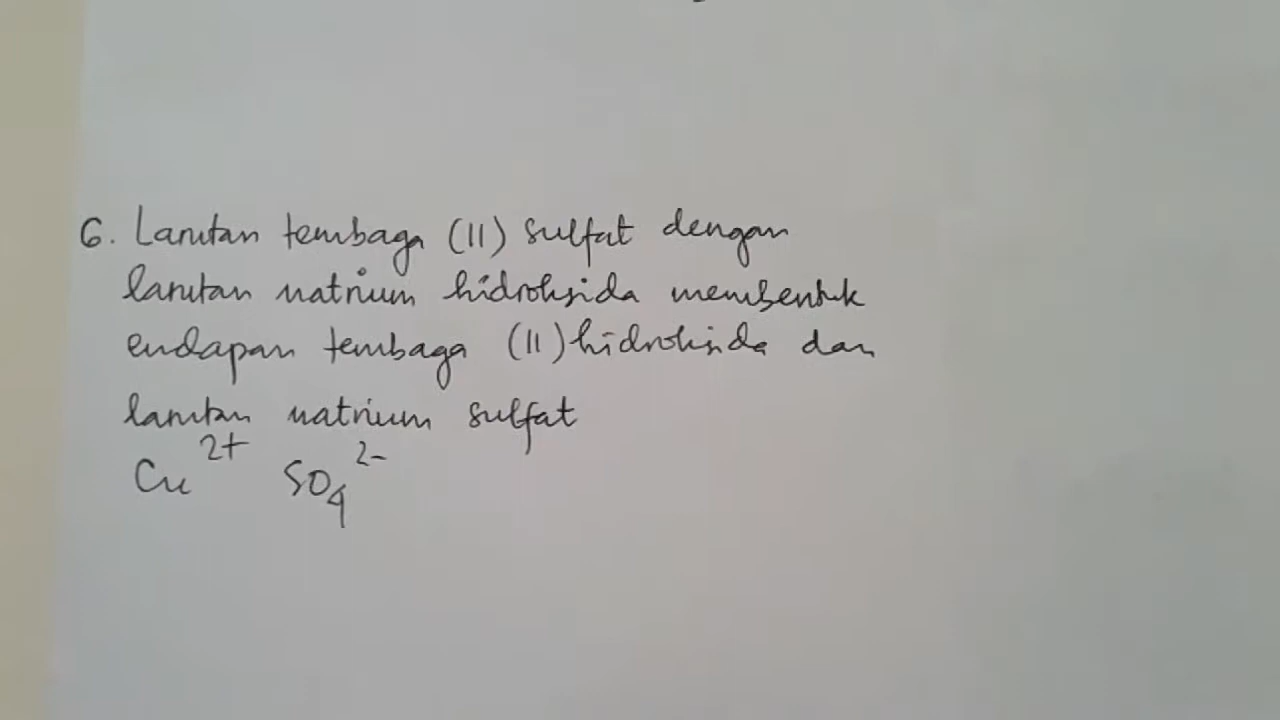 6. Larutan tembaga (II) sulfat dengan
larutan natrium hidroksida membentuk
endapan tembaga (II) hidroksida dan
larutan natrium sulfat
Cu²⁺ SO₄²⁻